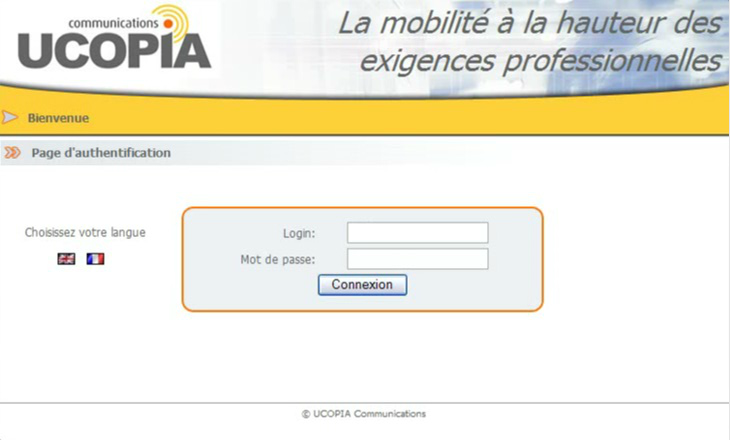 communications
UCOPIA
La mobilité à la hauteur des
exigences professionnelles
Bienvenue
Page d'authentification
Choisissez votre langue
Login:
Mot de passe:
Connexion
© UCOPIA Communications